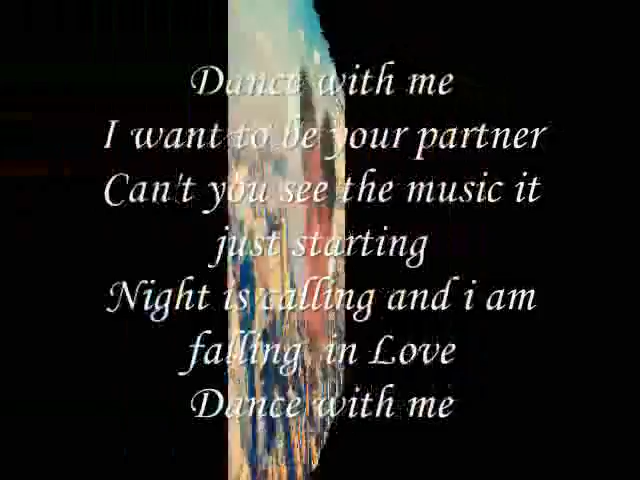 Dance with me
I want to be your partner
Can't you see the music it
just starting
Night is calling and i am
falling in Love
Dance with me